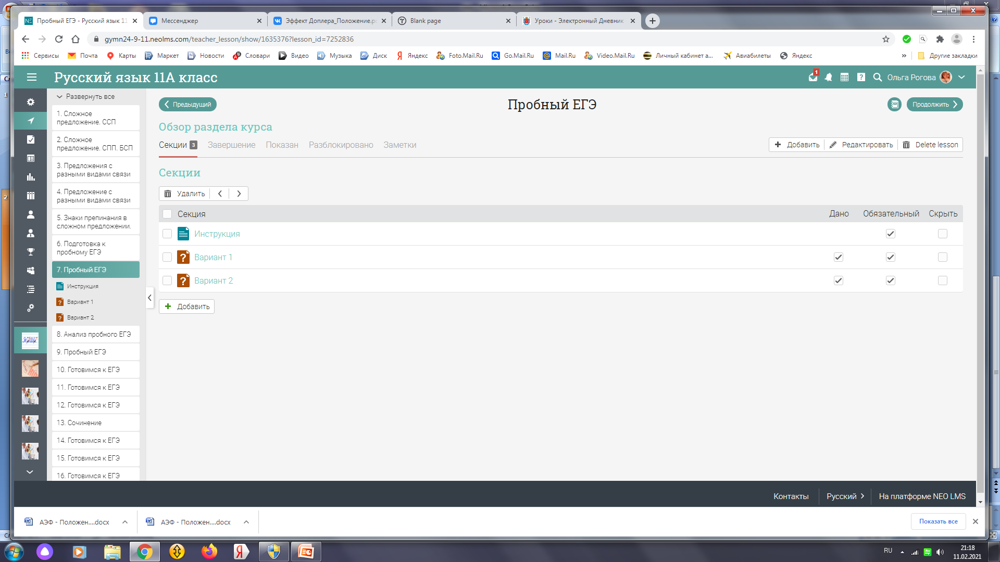 Пробный ЕГЭ - Русский язык 11
Мессенджер
Эффект Доплера_Положение.po
Blank page
Уроки - Электронный Дневник
gymn24-9-11.neolms.com/teacher_lesson/show/1635376?lesson_id=7252836
Сервисы
Почта
Карты
Маркет
Новости
Словари
Видео
Музыка
Диск
Яндекс
Foto.Mail.Ru
Go.Mail.Ru
Mail.Ru
Video.Mail.Ru
Личный кабинет а...
Авиабилеты
Яндекс
Другие закладки
Русский язык 11А класс
1
Ольга Рогова
Развернуть все
1. Сложное
предложение. ССП
2. Сложное
предложение. СПП. БСП
3. Предложения с
разными видами связи
4. Предложение с
разными видами связи
5. Знаки препинания в
сложном предложении.
6. Подготовка к
пробному ЕГЭ
7. Пробный ЕГЭ
Инструкция
Вариант 1
Вариант 2
8. Анализ пробного ЕГЭ
9. Пробный ЕГЭ
10. Готовимся к ЕГЭ
11. Готовимся к ЕГЭ
12. Готовимся к ЕГЭ
13. Сочинение
14. Готовимся к ЕГЭ
15. Готовимся к ЕГЭ
16. Готовимся к ЕГЭ
Предыдущий
Пробный ЕГЭ
Продолжить
Обзор раздела курса
Секции 3 Завершение Показан Разблокировано Заметки
Добавить Редактировать Delete lesson
Секции
Удалить
Секция Дано Обязательный Скрыть
Инструкция
Вариант 1
Вариант 2
Добавить
Контакты Русский На платформе NEO LMS
АЭФ - Положен....docx
АЭФ - Положен....docx
Показать все
RU
21:18
11.02.2021